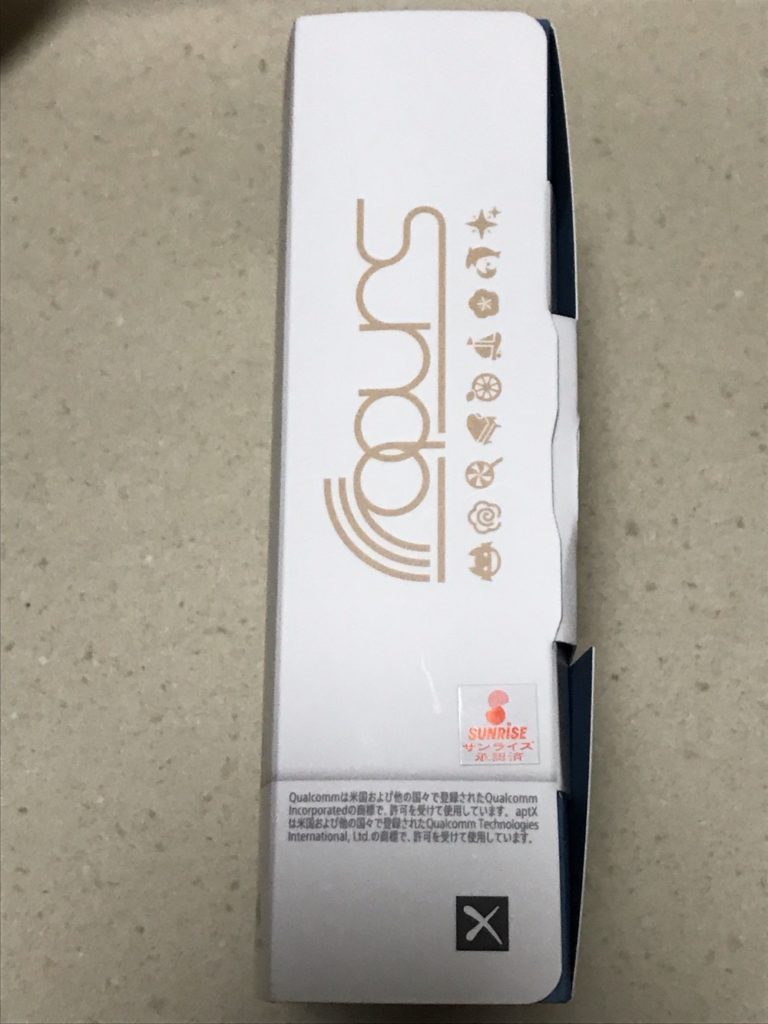 sunab
SUNRISE
サンライズ
承認済
Qualcommは米国および他の国々で登録されたQualcomm
Incorporatedの商標で、許可を受けて使用しています。 aptX
は米国および他の国々で登録されたQualcomm Technologies
International, Ltd.の商標で、許可を受けて使用しています。